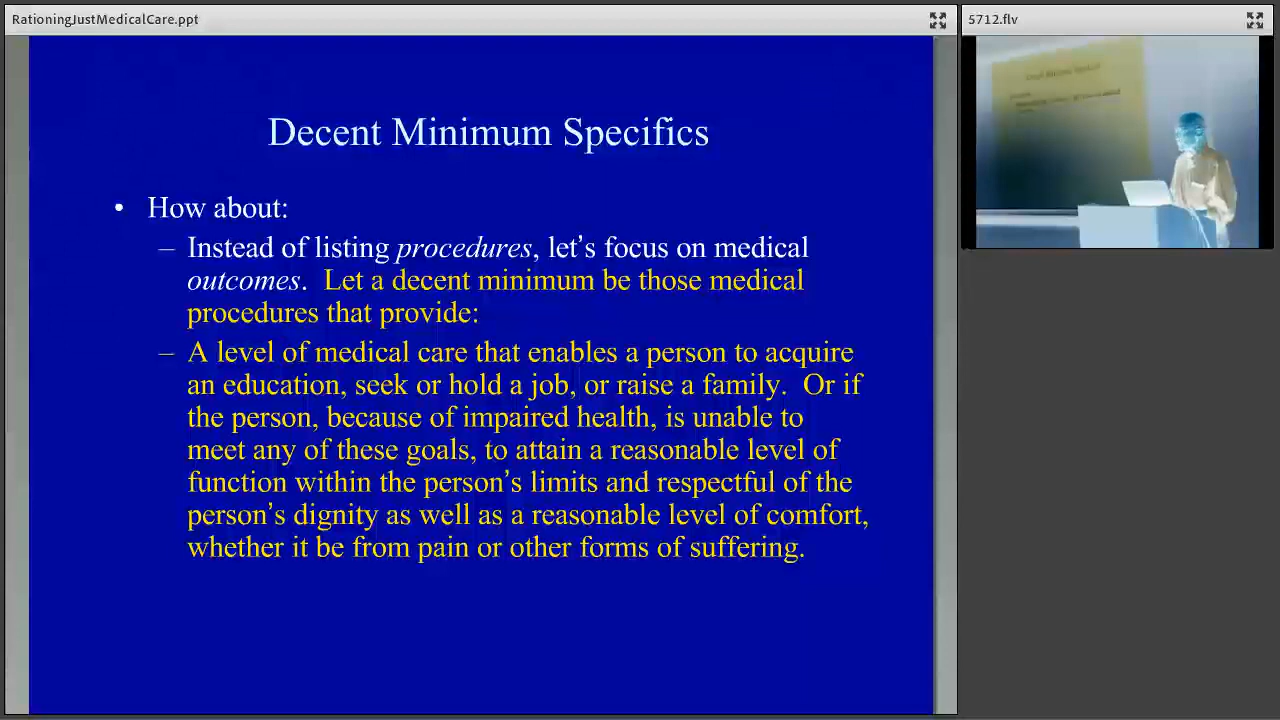 RationingJustMedicalCare.ppt
5712.flv
Decent Minimum Specifics
• How about:
– Instead of listing procedures, let’s focus on medical
outcomes. Let a decent minimum be those medical
procedures that provide:
– A level of medical care that enables a person to acquire
an education, seek or hold a job, or raise a family. Or if
the person, because of impaired health, is unable to
meet any of these goals, to attain a reasonable level of
function within the person’s limits and respectful of the
person’s dignity as well as a reasonable level of comfort,
whether it be from pain or other forms of suffering.